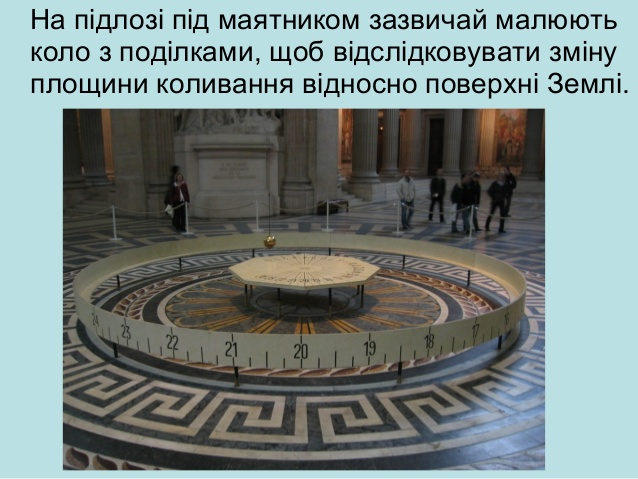 На підлозі під маятником зазвичай малюють
коло з поділками, щоб відслідковувати зміну
площини коливання відносно поверхні Землі.
24 23 22 21 20 19 18 17 16